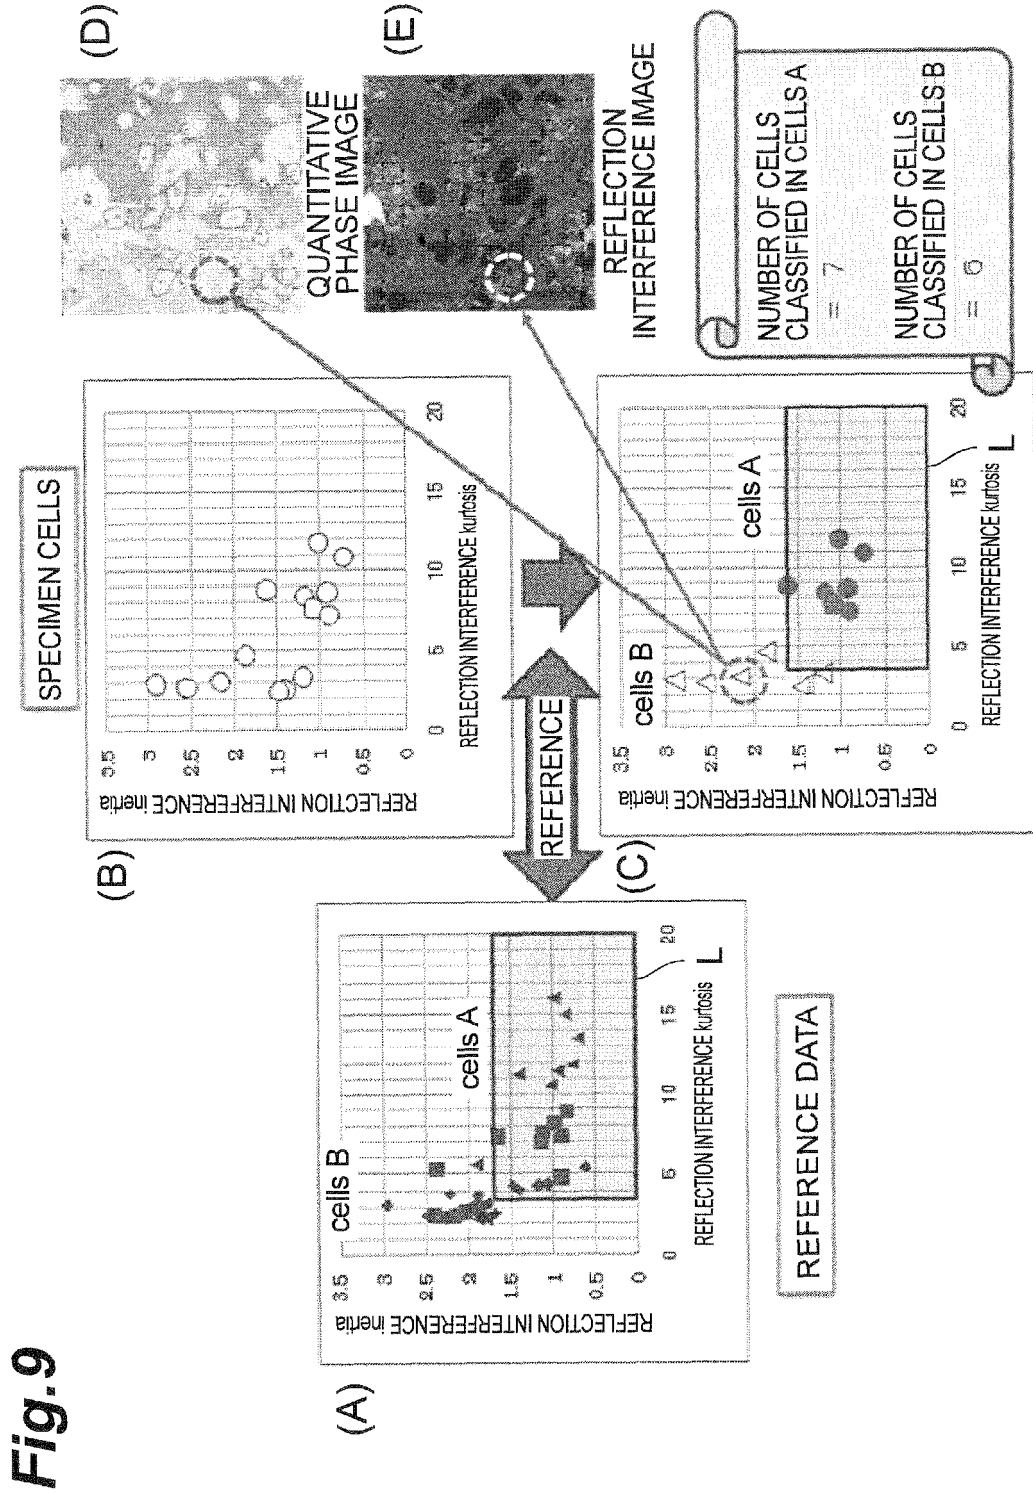 Fig.9
(A)
REFLECTION INTERFERENCE inertia
3.5
3
2.5
2
1.5
1
0.5
0
cells B
cells A
0
5
10
15
20
REFLECTION INTERFERENCE kurtosis
L
REFERENCE DATA
SPECIMEN CELLS
(B)
REFLECTION INTERFERENCE inertia
3.5
3
2.5
2
1.5
1
0.5
0
0
5
10
15
20
REFLECTION INTERFERENCE kurtosis
REFERENCE
(C)
REFLECTION INTERFERENCE inertia
3.5
3
2.5
2
1.5
1
0.5
0
cells B
cells A
0
5
10
15
20
REFLECTION INTERFERENCE kurtosis
L
(D)
QUANTITATIVE
PHASE IMAGE
(E)
REFLECTION
INTERFERENCE IMAGE
NUMBER OF CELLS
CLASSIFIED IN CELLS A
= 7
NUMBER OF CELLS
CLASSIFIED IN CELLS B
= 6